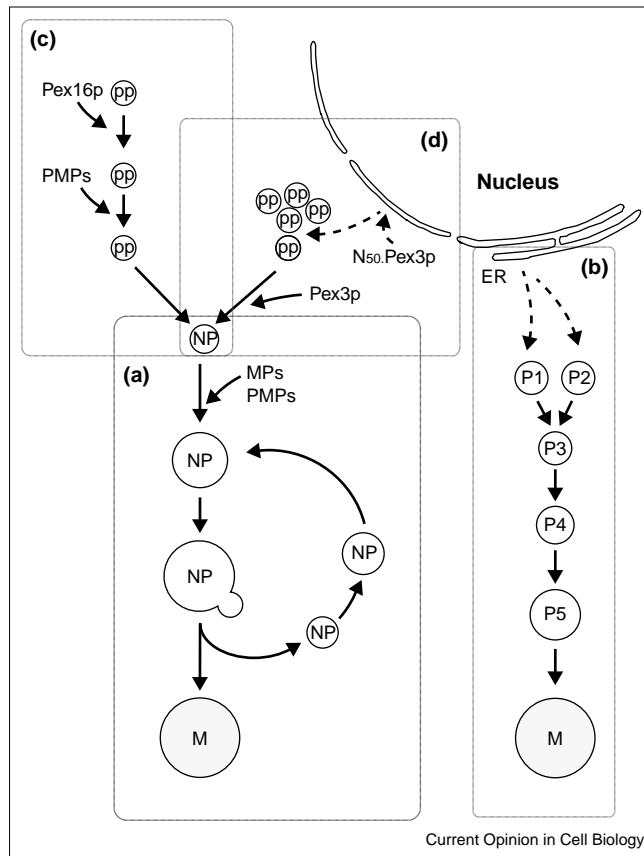 (c)
Pex16p
pp
PMPs
pp
pp
(d)
pp
pp
pp
pp
pp
pp
N50.Pex3p
Pex3p
Nucleus
ER
(b)
NP
(a)
MPs
PMPs
NP
NP
NP
NP
M
P1
P2
P3
P4
P5
M
Current Opinion in Cell Biology